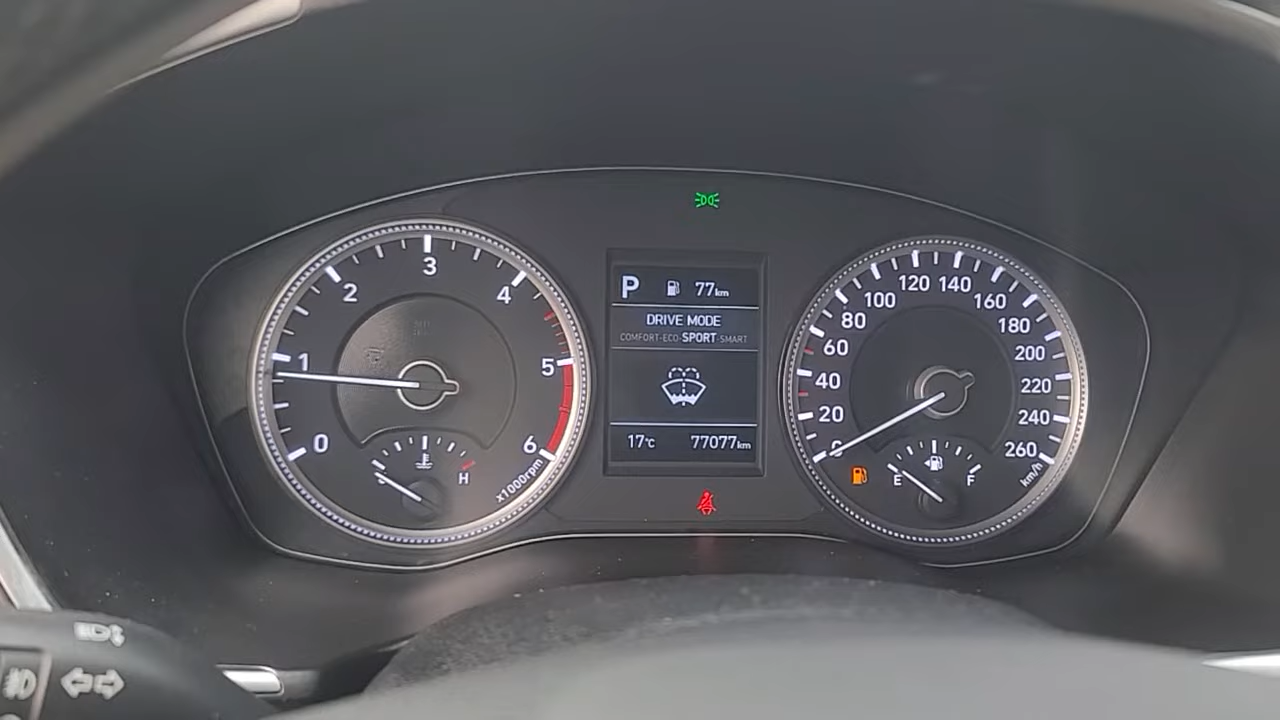 0
1
2
3
4
5
6
x1000rpm
H
P 77km
DRIVE MODE
COMFORT·ECO·SPORT·SMART
17°C 77077km
20
40
60
80
100
120
140
160
180
200
220
240
260
km/h
E
F